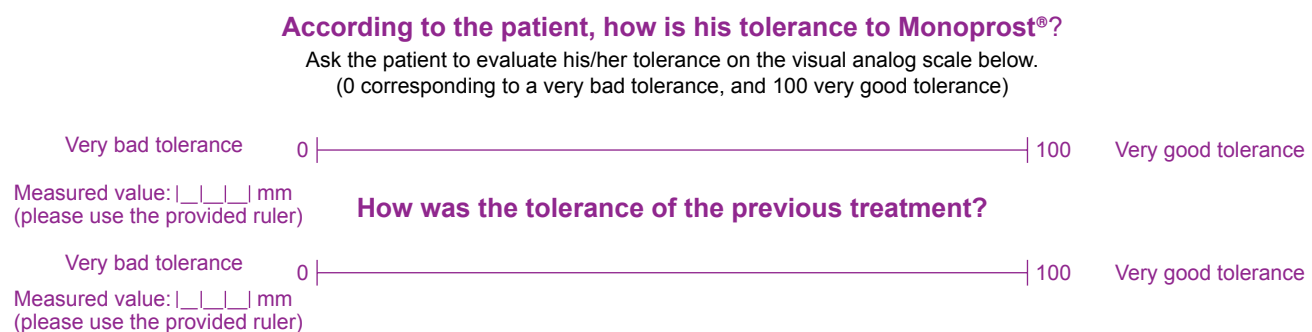 According to the patient, how is his tolerance to Monoprost®?
Ask the patient to evaluate his/her tolerance on the visual analog scale below.
(0 corresponding to a very bad tolerance, and 100 very good tolerance)
Very bad tolerance 0 100 Very good tolerance
Measured value: |__|__|__| mm
(please use the provided ruler)
How was the tolerance of the previous treatment?
Very bad tolerance 0 100 Very good tolerance
Measured value: |__|__|__| mm
(please use the provided ruler)